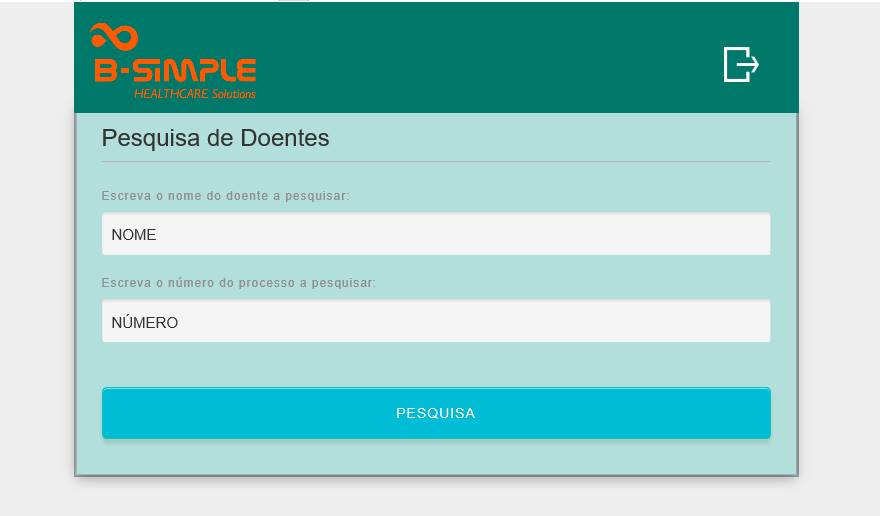 B-SIMPLE
HEALTHCARE Solutions
Pesquisa de Doentes
Escreva o nome do doente a pesquisar:
NOME
Escreva o número do processo a pesquisar:
NÚMERO
PESQUISA